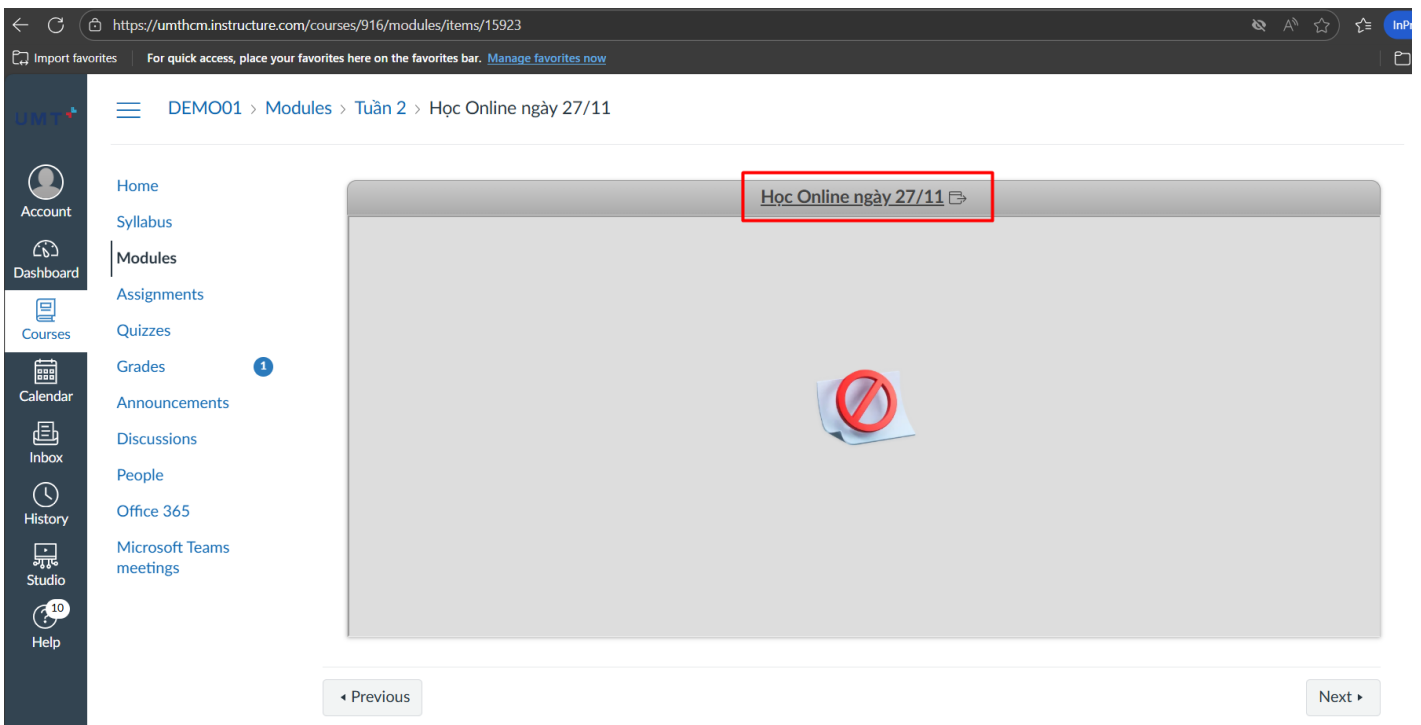 https://umthcm.instructure.com/courses/916/modules/items/15923
InPr
Import favorites For quick access, place your favorites here on the favorites bar. Manage favorites now
UMT
DEMO01 > Modules > Tuần 2 > Học Online ngày 27/11
Account
Dashboard
Courses
Calendar
Inbox
History
Studio
10
Help
Home
Syllabus
Modules
Assignments
Quizzes
Grades 1
Announcements
Discussions
People
Office 365
Microsoft Teams
meetings
Học Online ngày 27/11
Previous
Next